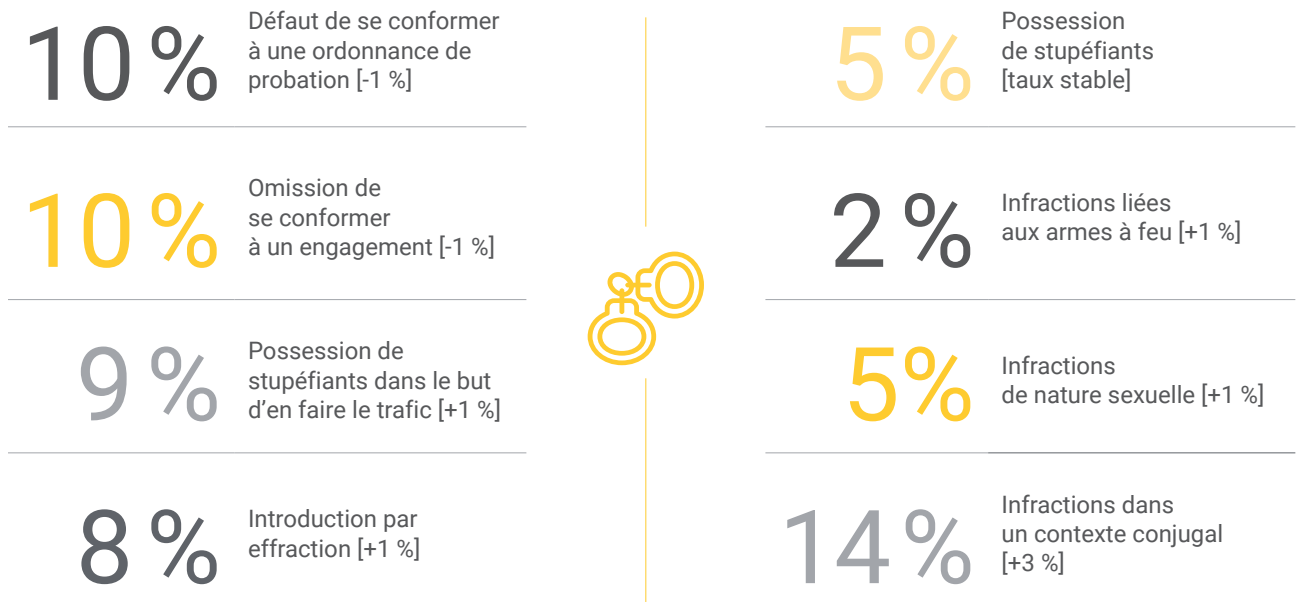 10 %
Défaut de se conformer
à une ordonnance de
probation [-1 %]
10 %
Omission de
se conformer
à un engagement [-1 %]
9 %
Possession de
stupéfiants dans le but
d’en faire le trafic [+1 %]
8 %
Introduction par
effraction [+1 %]
5 %
Possession
de stupéfiants
[taux stable]
2 %
Infractions liées
aux armes à feu [+1 %]
5%
Infractions
de nature sexuelle [+1 %]
14 %
Infractions dans
un contexte conjugal
[+3 %]